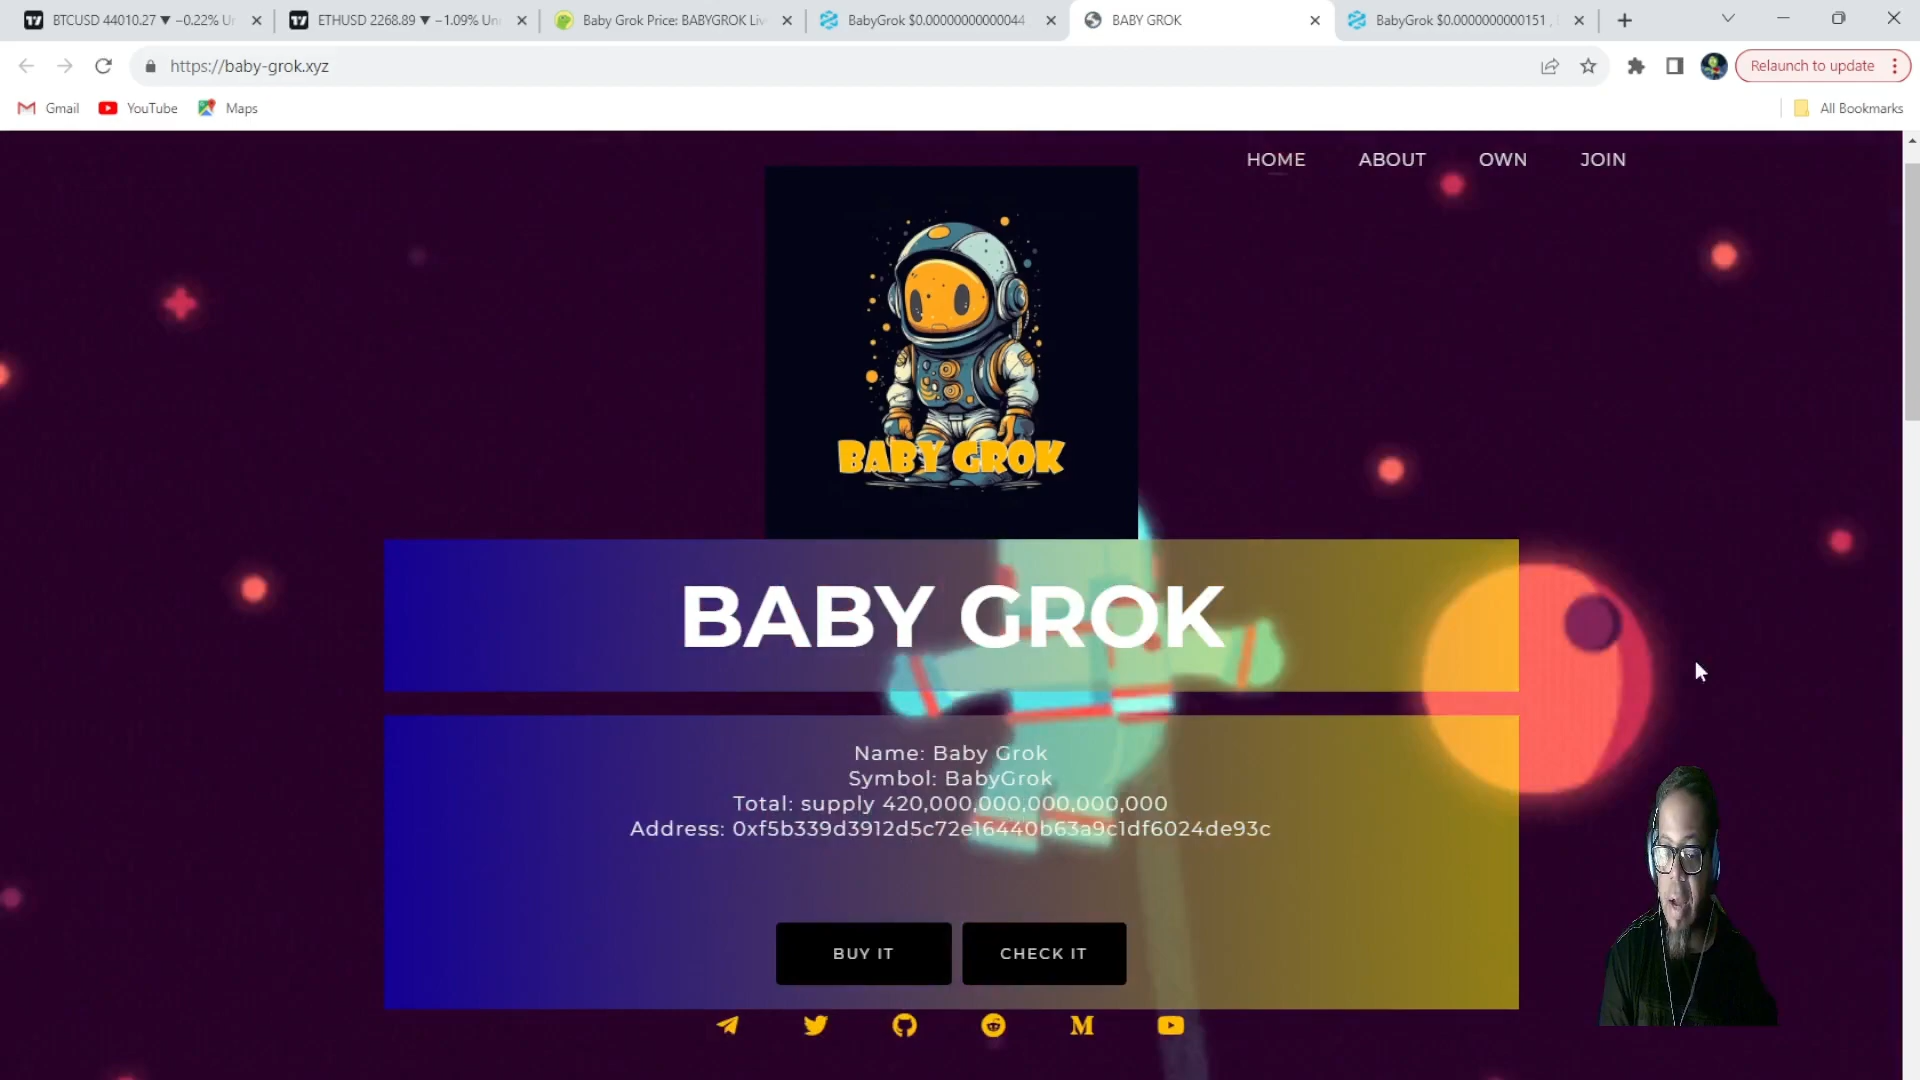 BTCUSD 44010.27 ▼ −0.22% U
ETHUSD 2268.89 ▼ −1.09% Un
Baby Grok Price: BABYGROK Liv
BabyGrok $0.00000000000044
BABY GROK
BabyGrok $0.0000000000151
https://baby-grok.xyz
Relaunch to update
Gmail
YouTube
Maps
All Bookmarks
HOME
ABOUT
OWN
JOIN
BABY GROK
BABY GROK
Name: Baby Grok
Symbol: BabyGrok
Total: supply 420,000,000,000,000,000
Address: 0xf5b339d3912d5c72e16440b63a9c1df6024de93c
BUY IT
CHECK IT